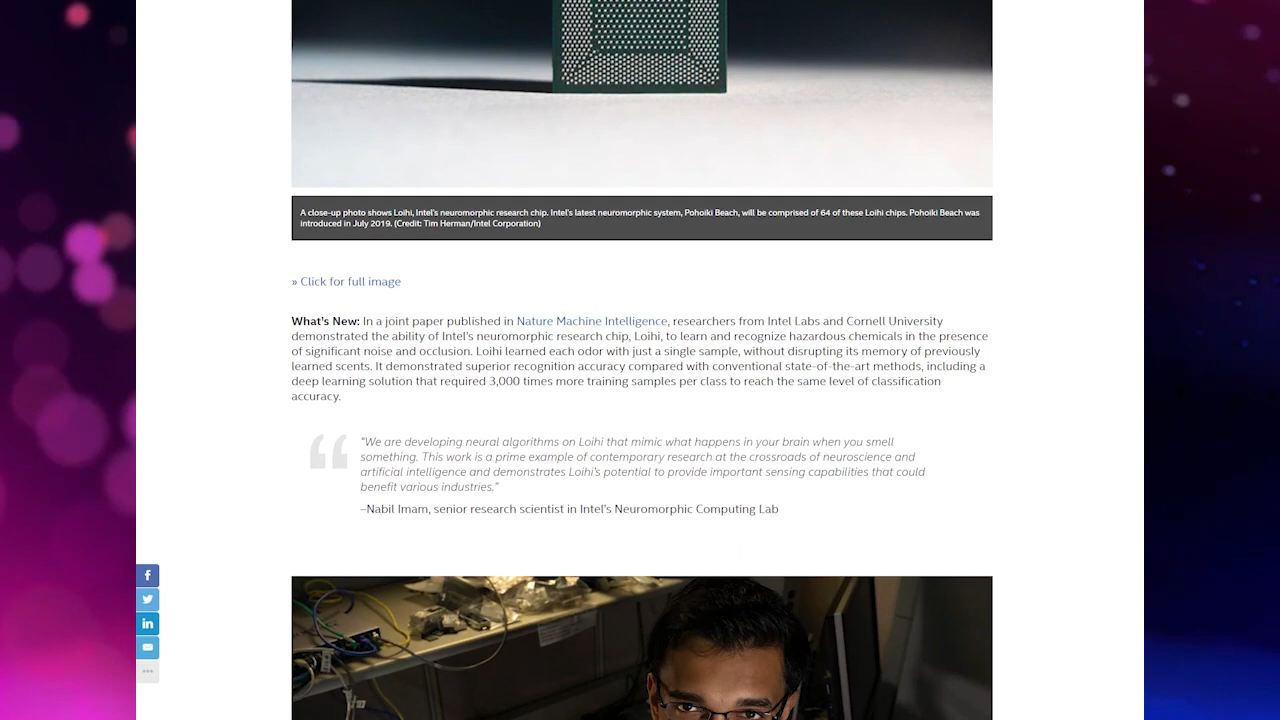 A close-up photo shows Loihi, Intel's neuromorphic research chip. Intel's latest neuromorphic system, Pohoiki Beach, will be comprised of 64 of these Loihi chips. Pohoiki Beach was
introduced in July 2019. (Credit: Tim Herman/Intel Corporation)
» Click for full image
What's New: In a joint paper published in Nature Machine Intelligence, researchers from Intel Labs and Cornell University
demonstrated the ability of Intel's neuromorphic research chip, Loihi, to learn and recognize hazardous chemicals in the presence
of significant noise and occlusion. Loihi learned each odor with just a single sample, without disrupting its memory of previously
learned scents. It demonstrated superior recognition accuracy compared with conventional state-of-the-art methods, including a
deep learning solution that required 3,000 times more training samples per class to reach the same level of classification
accuracy.
“We are developing neural algorithms on Loihi that mimic what happens in your brain when you smell
something. This work is a prime example of contemporary research at the crossroads of neuroscience and
artificial intelligence and demonstrates Loihi's potential to provide important sensing capabilities that could
benefit various industries.”
–Nabil Imam, senior research scientist in Intel's Neuromorphic Computing Lab